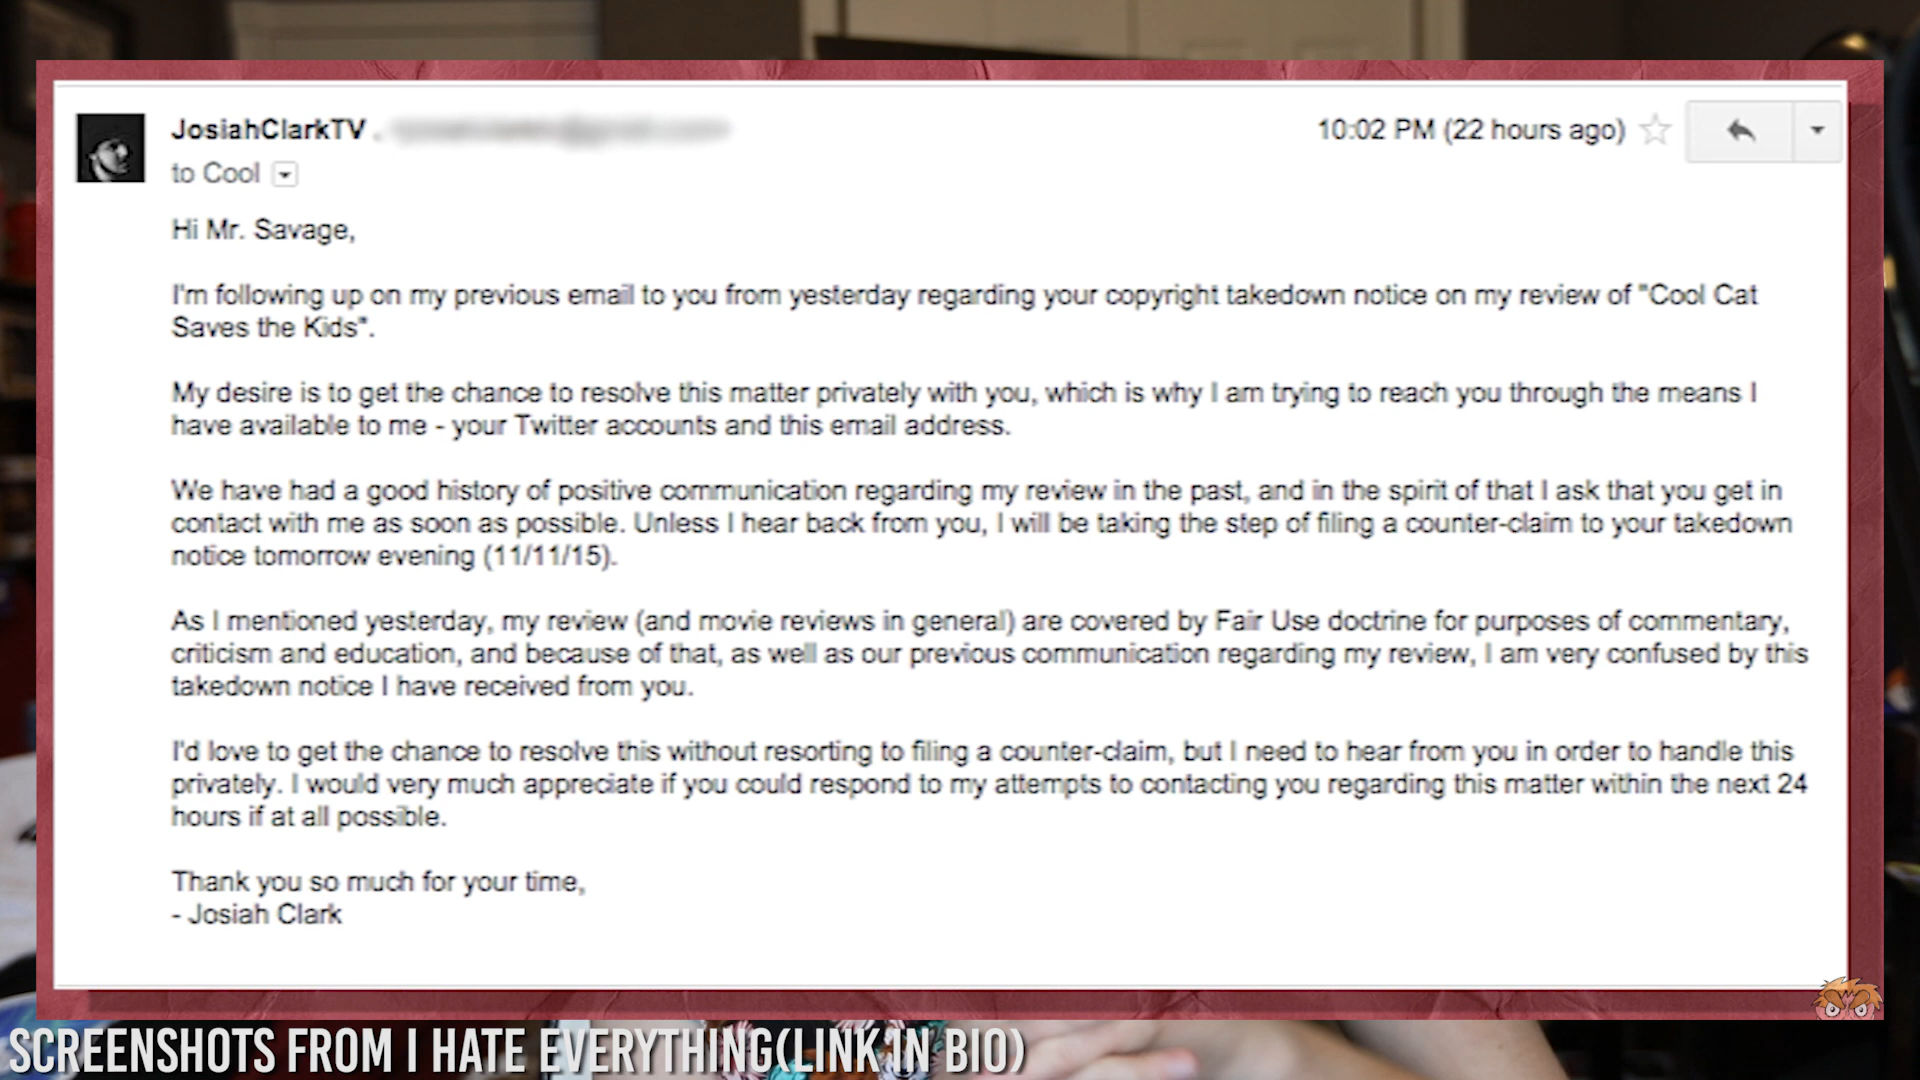 JosiahClarkTV .
10:02 PM (22 hours ago)
to Cool
Hi Mr. Savage,
I'm following up on my previous email to you from yesterday regarding your copyright takedown notice on my review of "Cool Cat
Saves the Kids".
My desire is to get the chance to resolve this matter privately with you, which is why I am trying to reach you through the means I
have available to me - your Twitter accounts and this email address.
We have had a good history of positive communication regarding my review in the past, and in the spirit of that I ask that you get in
contact with me as soon as possible. Unless I hear back from you, I will be taking the step of filing a counter-claim to your takedown
notice tomorrow evening (11/11/15).
As I mentioned yesterday, my review (and movie reviews in general) are covered by Fair Use doctrine for purposes of commentary,
criticism and education, and because of that, as well as our previous communication regarding my review, I am very confused by this
takedown notice I have received from you.
I'd love to get the chance to resolve this without resorting to filing a counter-claim, but I need to hear from you in order to handle this
privately. I would very much appreciate if you could respond to my attempts to contacting you regarding this matter within the next 24
hours if at all possible.
Thank you so much for your time,
- Josiah Clark
SCREENSHOTS FROM I HATE EVERYTHING(LINK IN BIO)